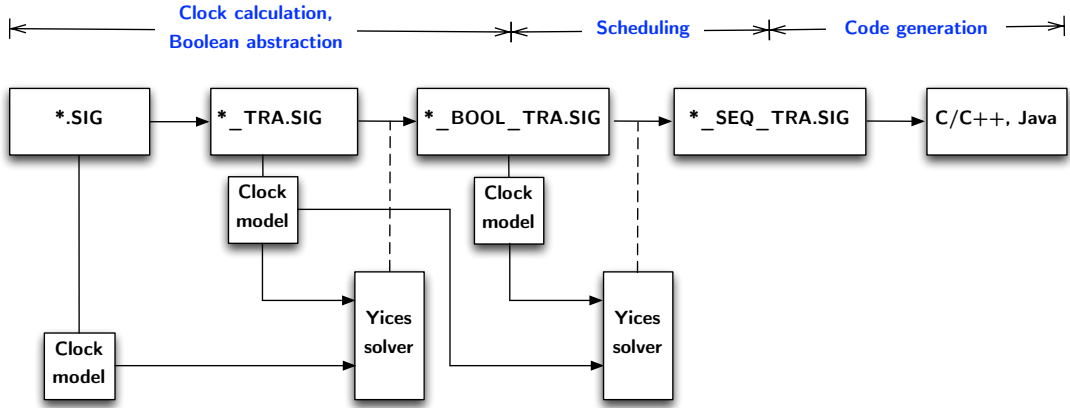 Clock calculation,
Boolean abstraction
Scheduling
Code generation
*.SIG
*_TRA.SIG
*_BOOL_TRA.SIG
*_SEQ_TRA.SIG
C/C++, Java
Clock
model
Clock
model
Yices
solver
Yices
solver
Clock
model